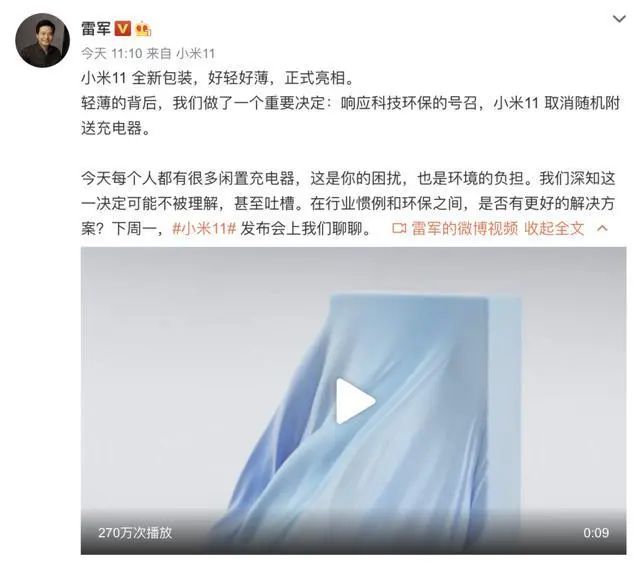 雷军
今天 11:10 来自 小米11
小米11 全新包装，好轻好薄，正式亮相。
轻薄的背后，我们做了一个重要决定：响应科技环保的号召，小米11 取消随机附
送充电器。
今天每个人都有很多闲置充电器，这是你的困扰，也是环境的负担。我们深知这
一决定可能不被理解，甚至吐槽。在行业惯例和环保之间，是否有更好的解决方
案？下周一，#小米11# 发布会上我们聊聊。 雷军的微博视频 收起全文
270万次播放
0:09